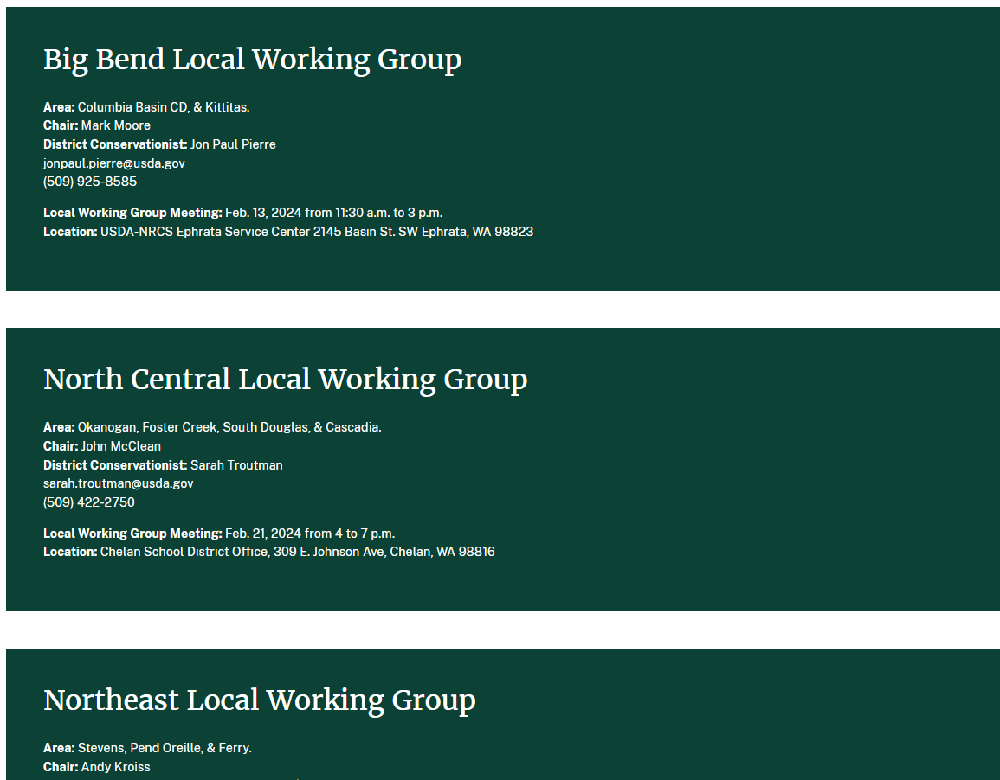 Big Bend Local Working Group
Area: Columbia Basin CD, & Kittitas.
Chair: Mark Moore
District Conservationist: Jon Paul Pierre
jonpaul.pierre@usda.gov
(509) 925-8585
Local Working Group Meeting: Feb. 13, 2024 from 11:30 a.m. to 3 p.m.
Location: USDA-NRCS Ephrata Service Center 2145 Basin St. SW Ephrata, WA 98823
North Central Local Working Group
Area: Okanogan, Foster Creek, South Douglas, & Cascadia.
Chair: John McClean
District Conservationist: Sarah Troutman
sarah.troutman@usda.gov
(509) 422-2750
Local Working Group Meeting: Feb. 21, 2024 from 4 to 7 p.m.
Location: Chelan School District Office, 309 E. Johnson Ave, Chelan, WA 98816
Northeast Local Working Group
Area: Stevens, Pend Oreille, & Ferry.
Chair: Andy Kroiss